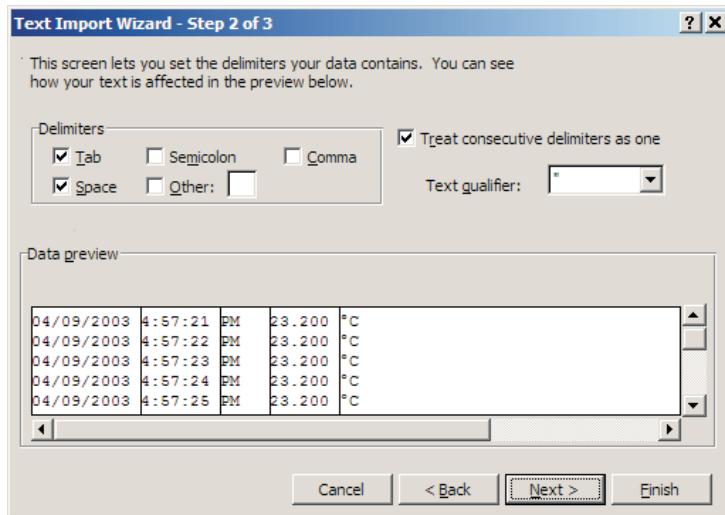 Text Import Wizard - Step 2 of 3
This screen lets you set the delimiters your data contains. You can see
how your text is affected in the preview below.
Delimiters
Tab Semicolon Comma
Space Other:
Treat consecutive delimiters as one
Text qualifier: "
Data preview
04/09/2003 4:57:21 PM 23.200 °C
04/09/2003 4:57:22 PM 23.200 °C
04/09/2003 4:57:23 PM 23.200 °C
04/09/2003 4:57:24 PM 23.200 °C
04/09/2003 4:57:25 PM 23.200 °C
Cancel < Back Next > Finish